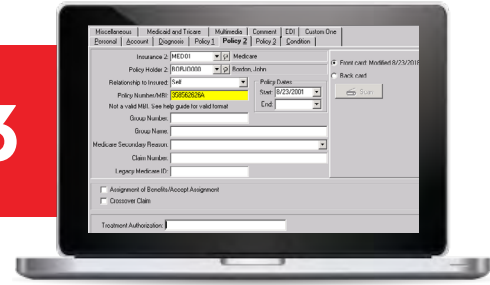 3
Miscellaneous Medicaid and Tricare Multimedia Comment EDI Custom One
Personal Account Diagnosis Policy 1 Policy 2 Policy 3 Condition
Insurance 2: MED01 Medicare
Policy Holder 2: Bordon, John
Relationship to Insured: Self
Policy Number/MBI: 358562626A
Not a valid MBI. See help guide for valid format
Group Number:
Group Name:
Medicare Secondary Reason:
Claim Number:
Legacy Medicare ID:
Policy Dates
Start: 8/23/2001
End:
Front card: Modified 8/23/2018
Back card
Scan
Assignment of Benefits/Accept Assignment
Crossover Claim
Treatment Authorization: